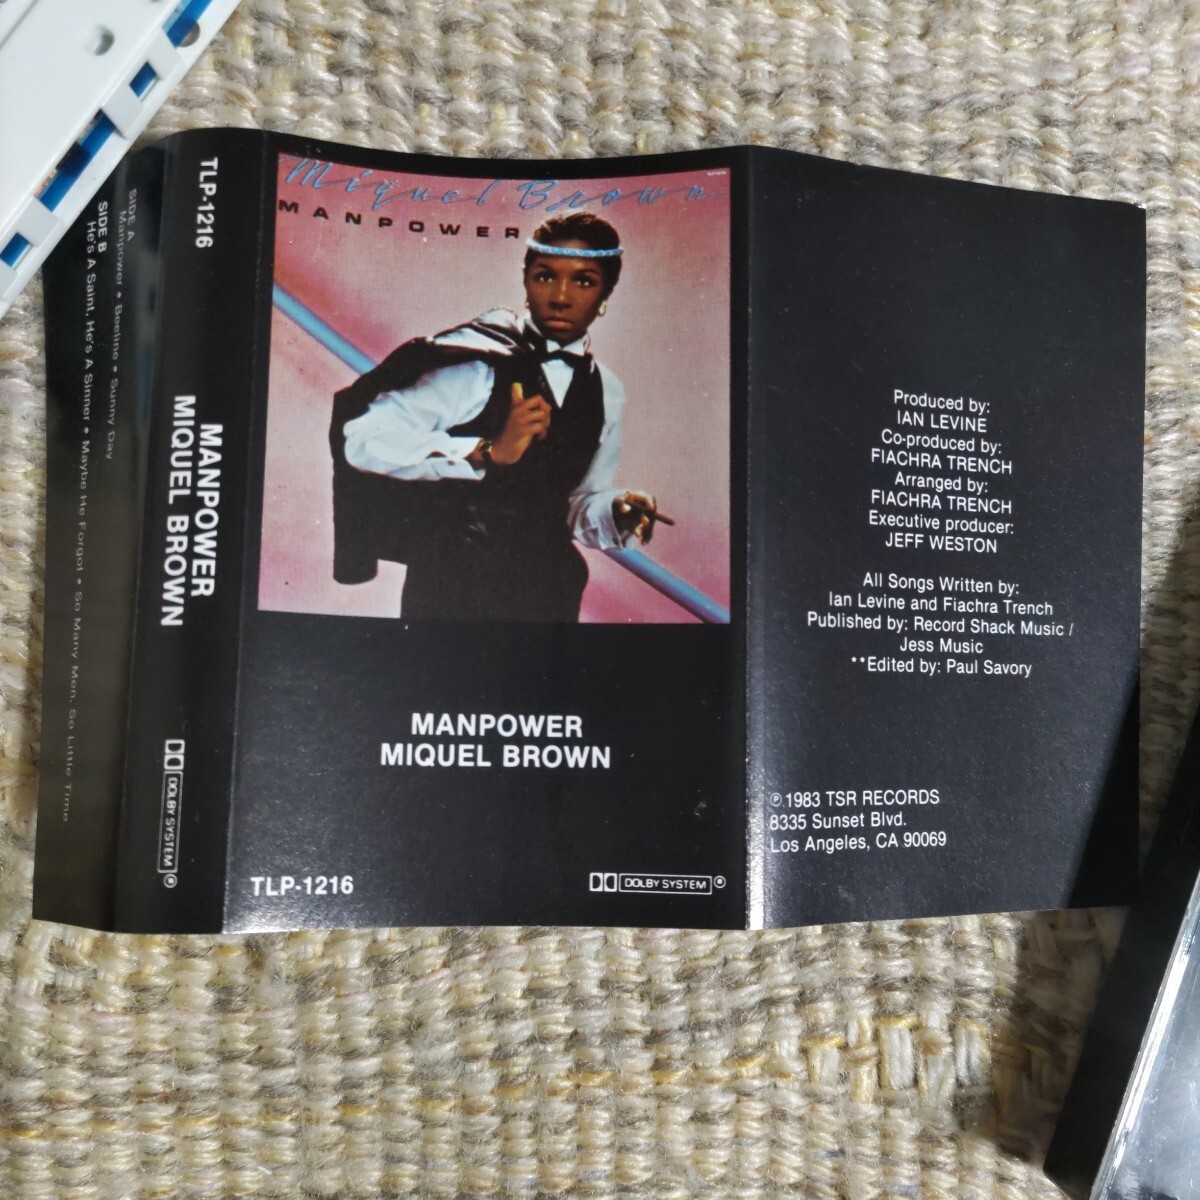 SIDE A
Manpower • Beeline • Sunny Day
SIDE B
He's A Saint, He's A Sinner • Maybe He Forgot • So Many Men, So Little Time
TLP-1216
MANPOWER
MIQUEL BROWN
DOLBY SYSTEM ®
Miquel Brown
MANPOWER
MANPOWER
MIQUEL BROWN
TLP-1216
DOLBY SYSTEM ®
Produced by:
IAN LEVINE
Co-produced by:
FIACHRA TRENCH
Arranged by:
FIACHRA TRENCH
Executive producer:
JEFF WESTON
All Songs Written by:
Ian Levine and Fiachra Trench
Published by: Record Shack Music /
Jess Music
**Edited by: Paul Savory
℗ 1983 TSR RECORDS
8335 Sunset Blvd.
Los Angeles, CA 90069